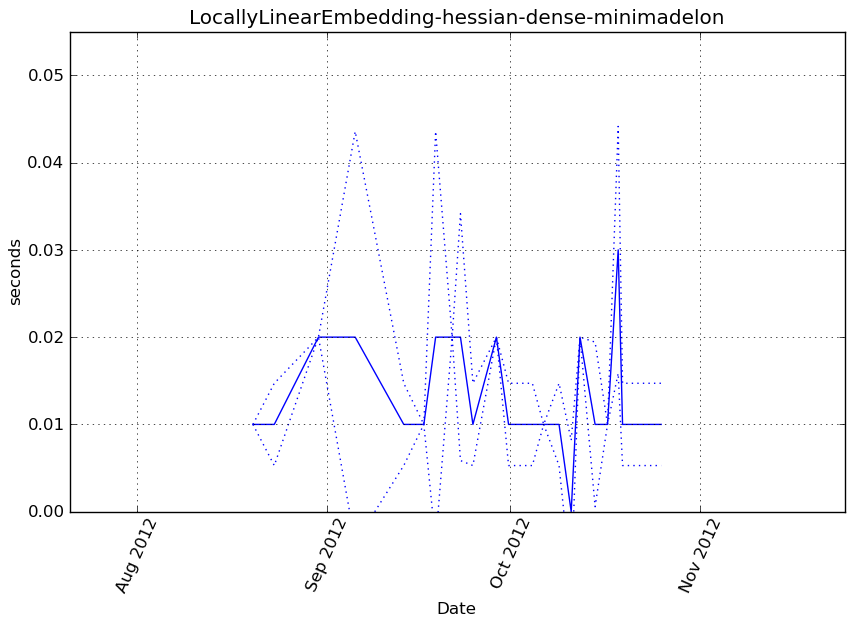 LocallyLinearEmbedding-hessian-dense-minimadelon
0.05
0.04
0.03
0.02
0.01
0.00
seconds
Aug 2012
Sep 2012
Oct 2012
Nov 2012
Date